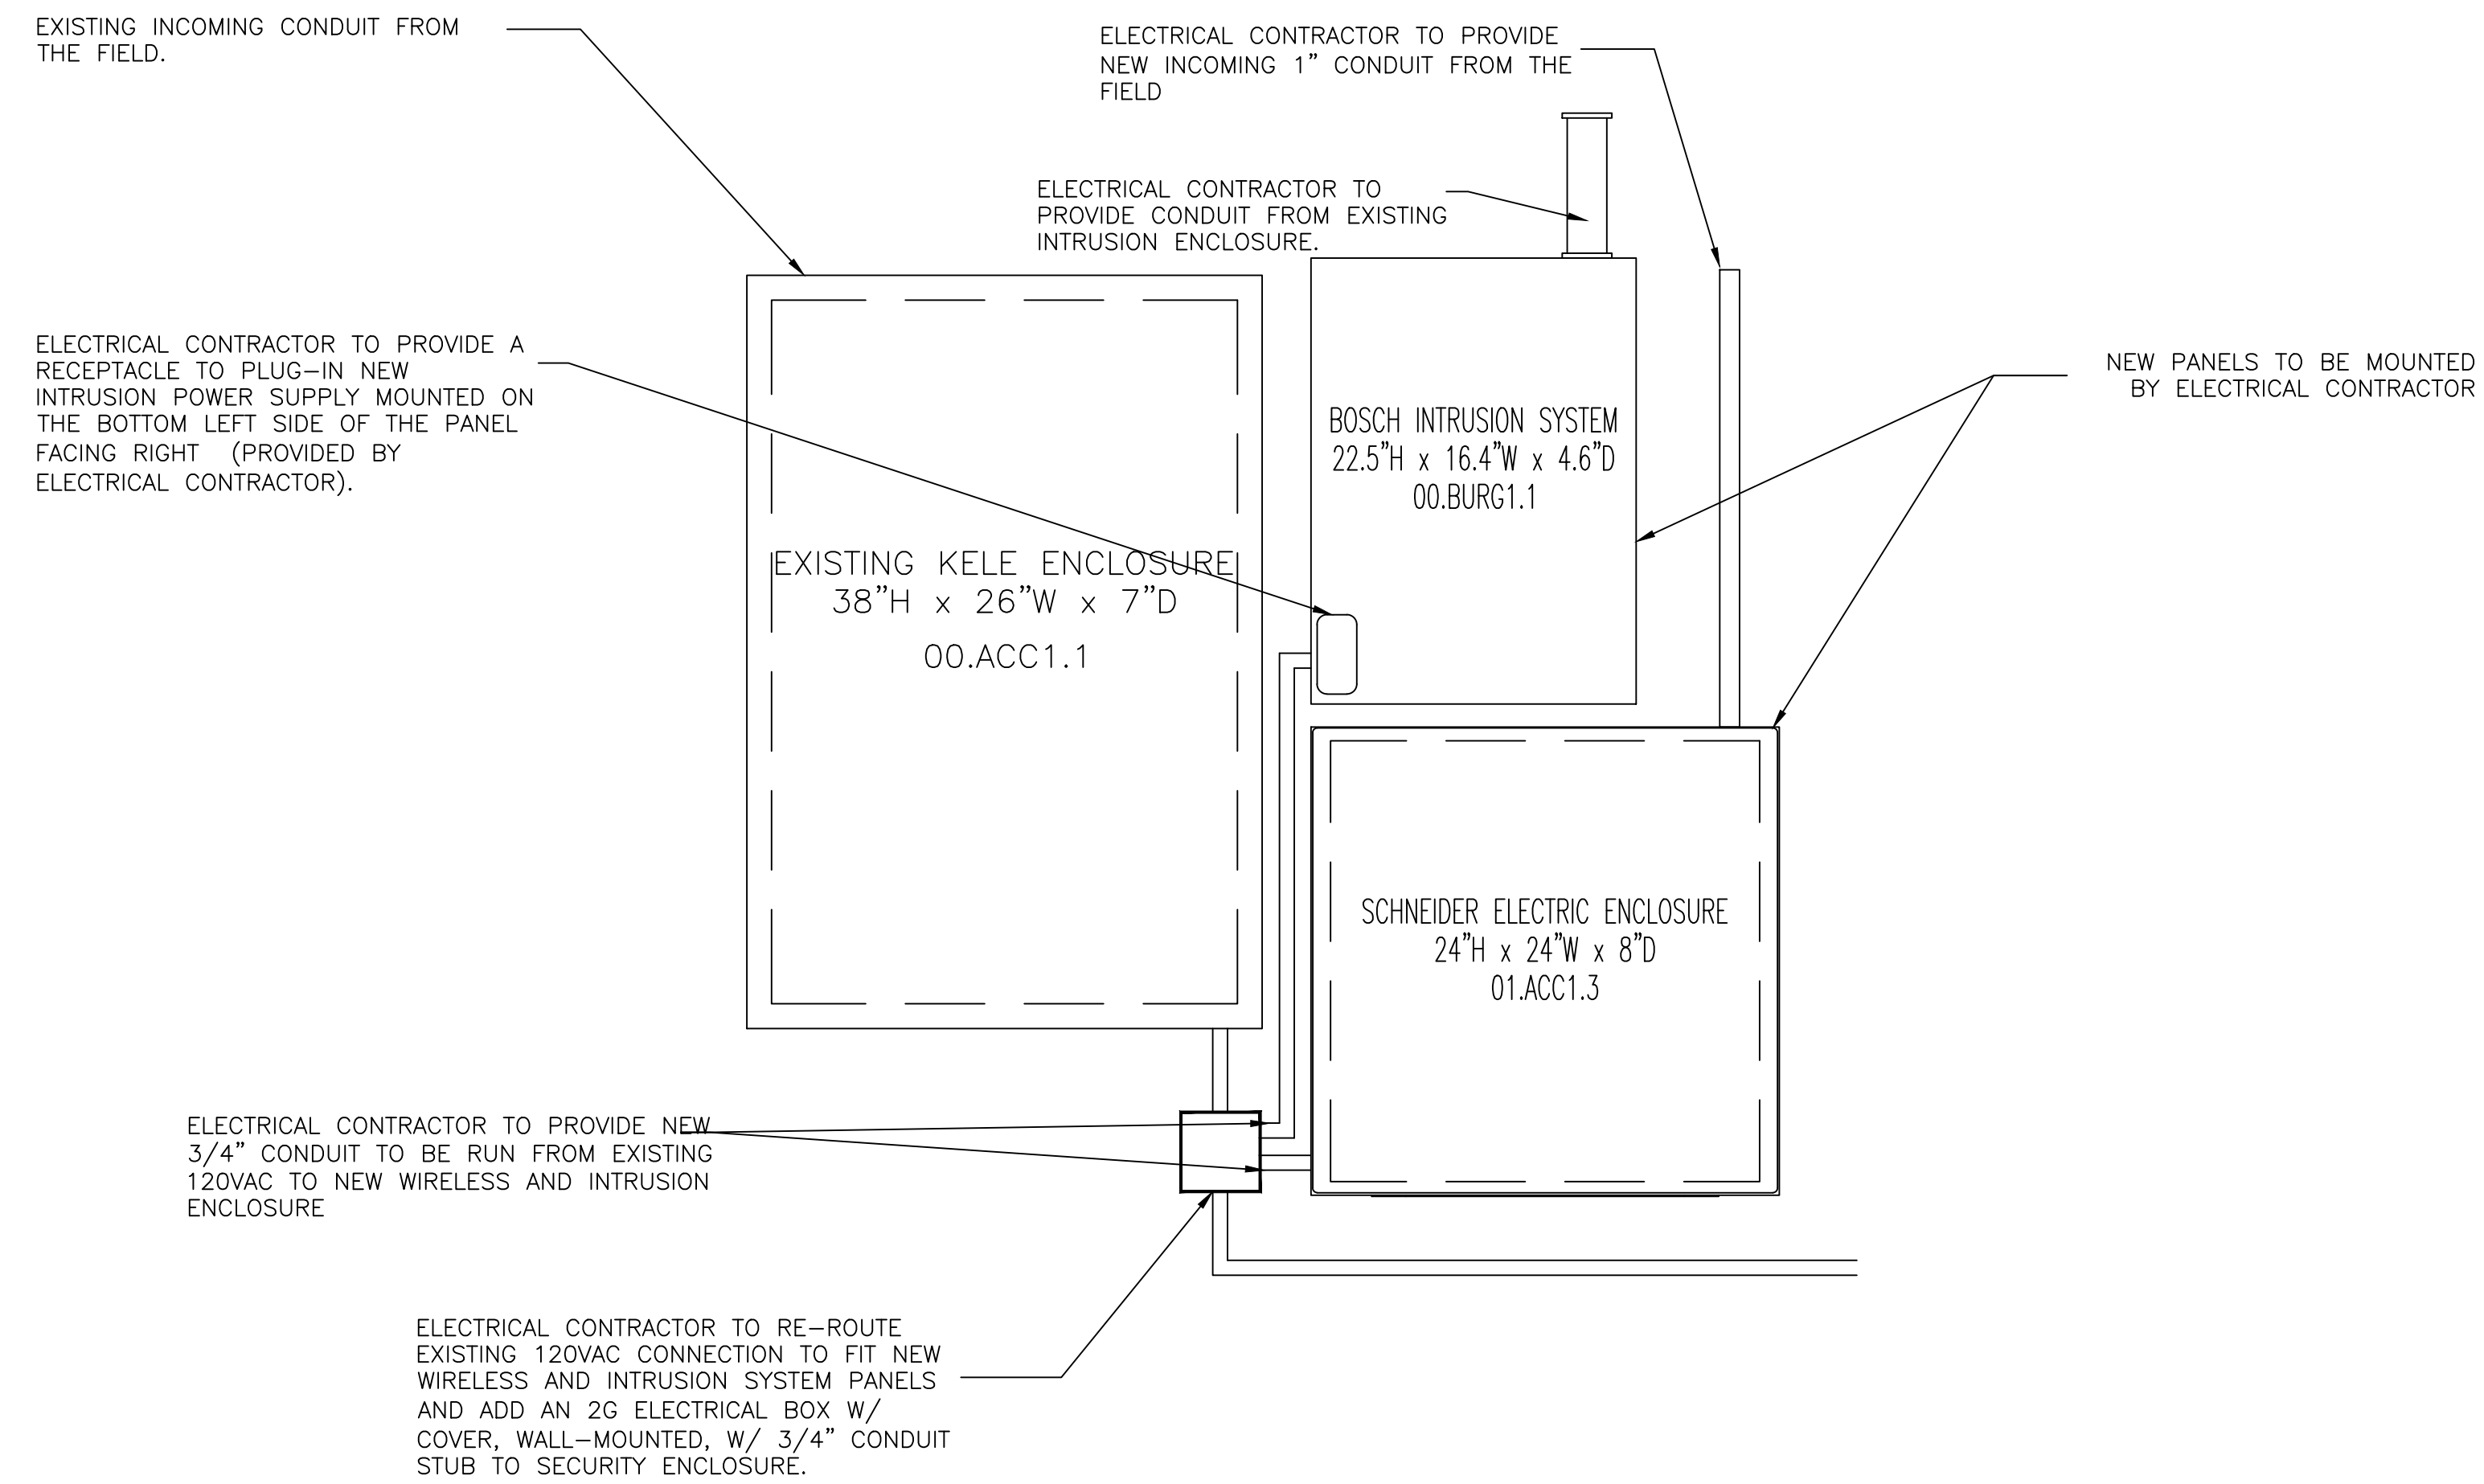 EXISTING INCOMING CONDUIT FROM
THE FIELD.
ELECTRICAL CONTRACTOR TO PROVIDE
NEW INCOMING 1" CONDUIT FROM THE
FIELD
ELECTRICAL CONTRACTOR TO
PROVIDE CONDUIT FROM EXISTING
INTRUSION ENCLOSURE.
ELECTRICAL CONTRACTOR TO PROVIDE A
RECEPTACLE TO PLUG-IN NEW
INTRUSION POWER SUPPLY MOUNTED ON
THE BOTTOM LEFT SIDE OF THE PANEL
FACING RIGHT (PROVIDED BY
ELECTRICAL CONTRACTOR).
NEW PANELS TO BE MOUNTED
BY ELECTRICAL CONTRACTOR
BOSCH INTRUSION SYSTEM
22.5"H x 16.4"W x 4.6"D
00.BURG1.1
EXISTING KELE ENCLOSURE
38"H x 26"W x 7"D
00.ACC1.1
SCHNEIDER ELECTRIC ENCLOSURE
24"H x 24"W x 8"D
01.ACC1.3
ELECTRICAL CONTRACTOR TO PROVIDE NEW
3/4" CONDUIT TO BE RUN FROM EXISTING
120VAC TO NEW WIRELESS AND INTRUSION
ENCLOSURE
ELECTRICAL CONTRACTOR TO RE-ROUTE
EXISTING 120VAC CONNECTION TO FIT NEW
WIRELESS AND INTRUSION SYSTEM PANELS
AND ADD AN 2G ELECTRICAL BOX W/
COVER, WALL-MOUNTED, W/ 3/4" CONDUIT
STUB TO SECURITY ENCLOSURE.